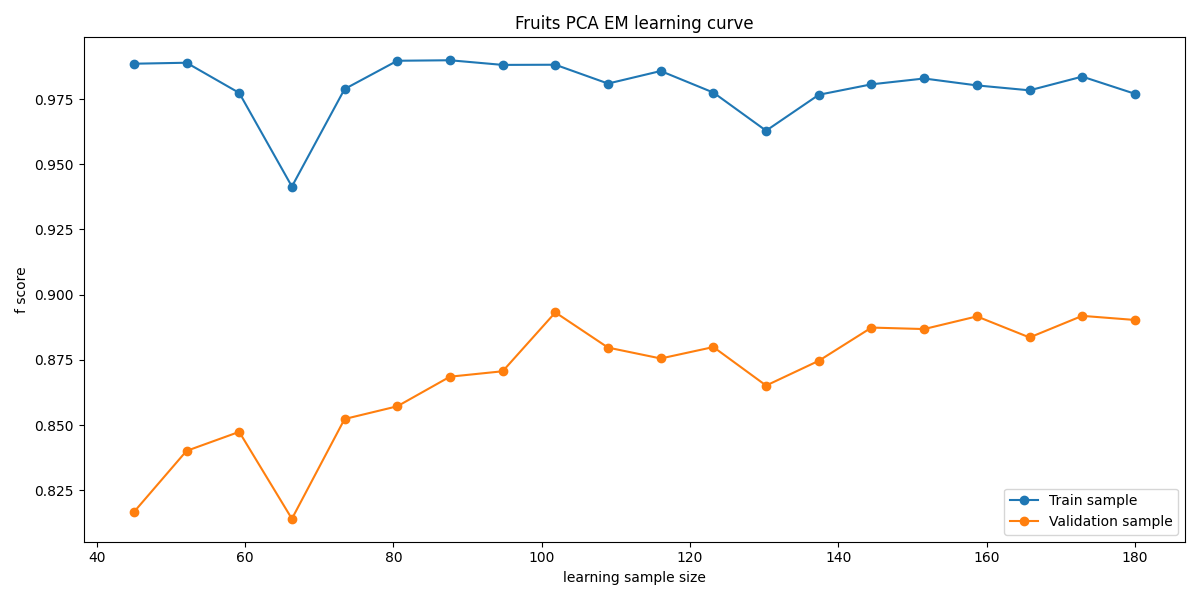 Fruits PCA EM learning curve
f score
0.975
0.950
0.925
0.900
0.875
0.850
0.825
40 60 80 100 120 140 160 180
learning sample size
Train sample
Validation sample